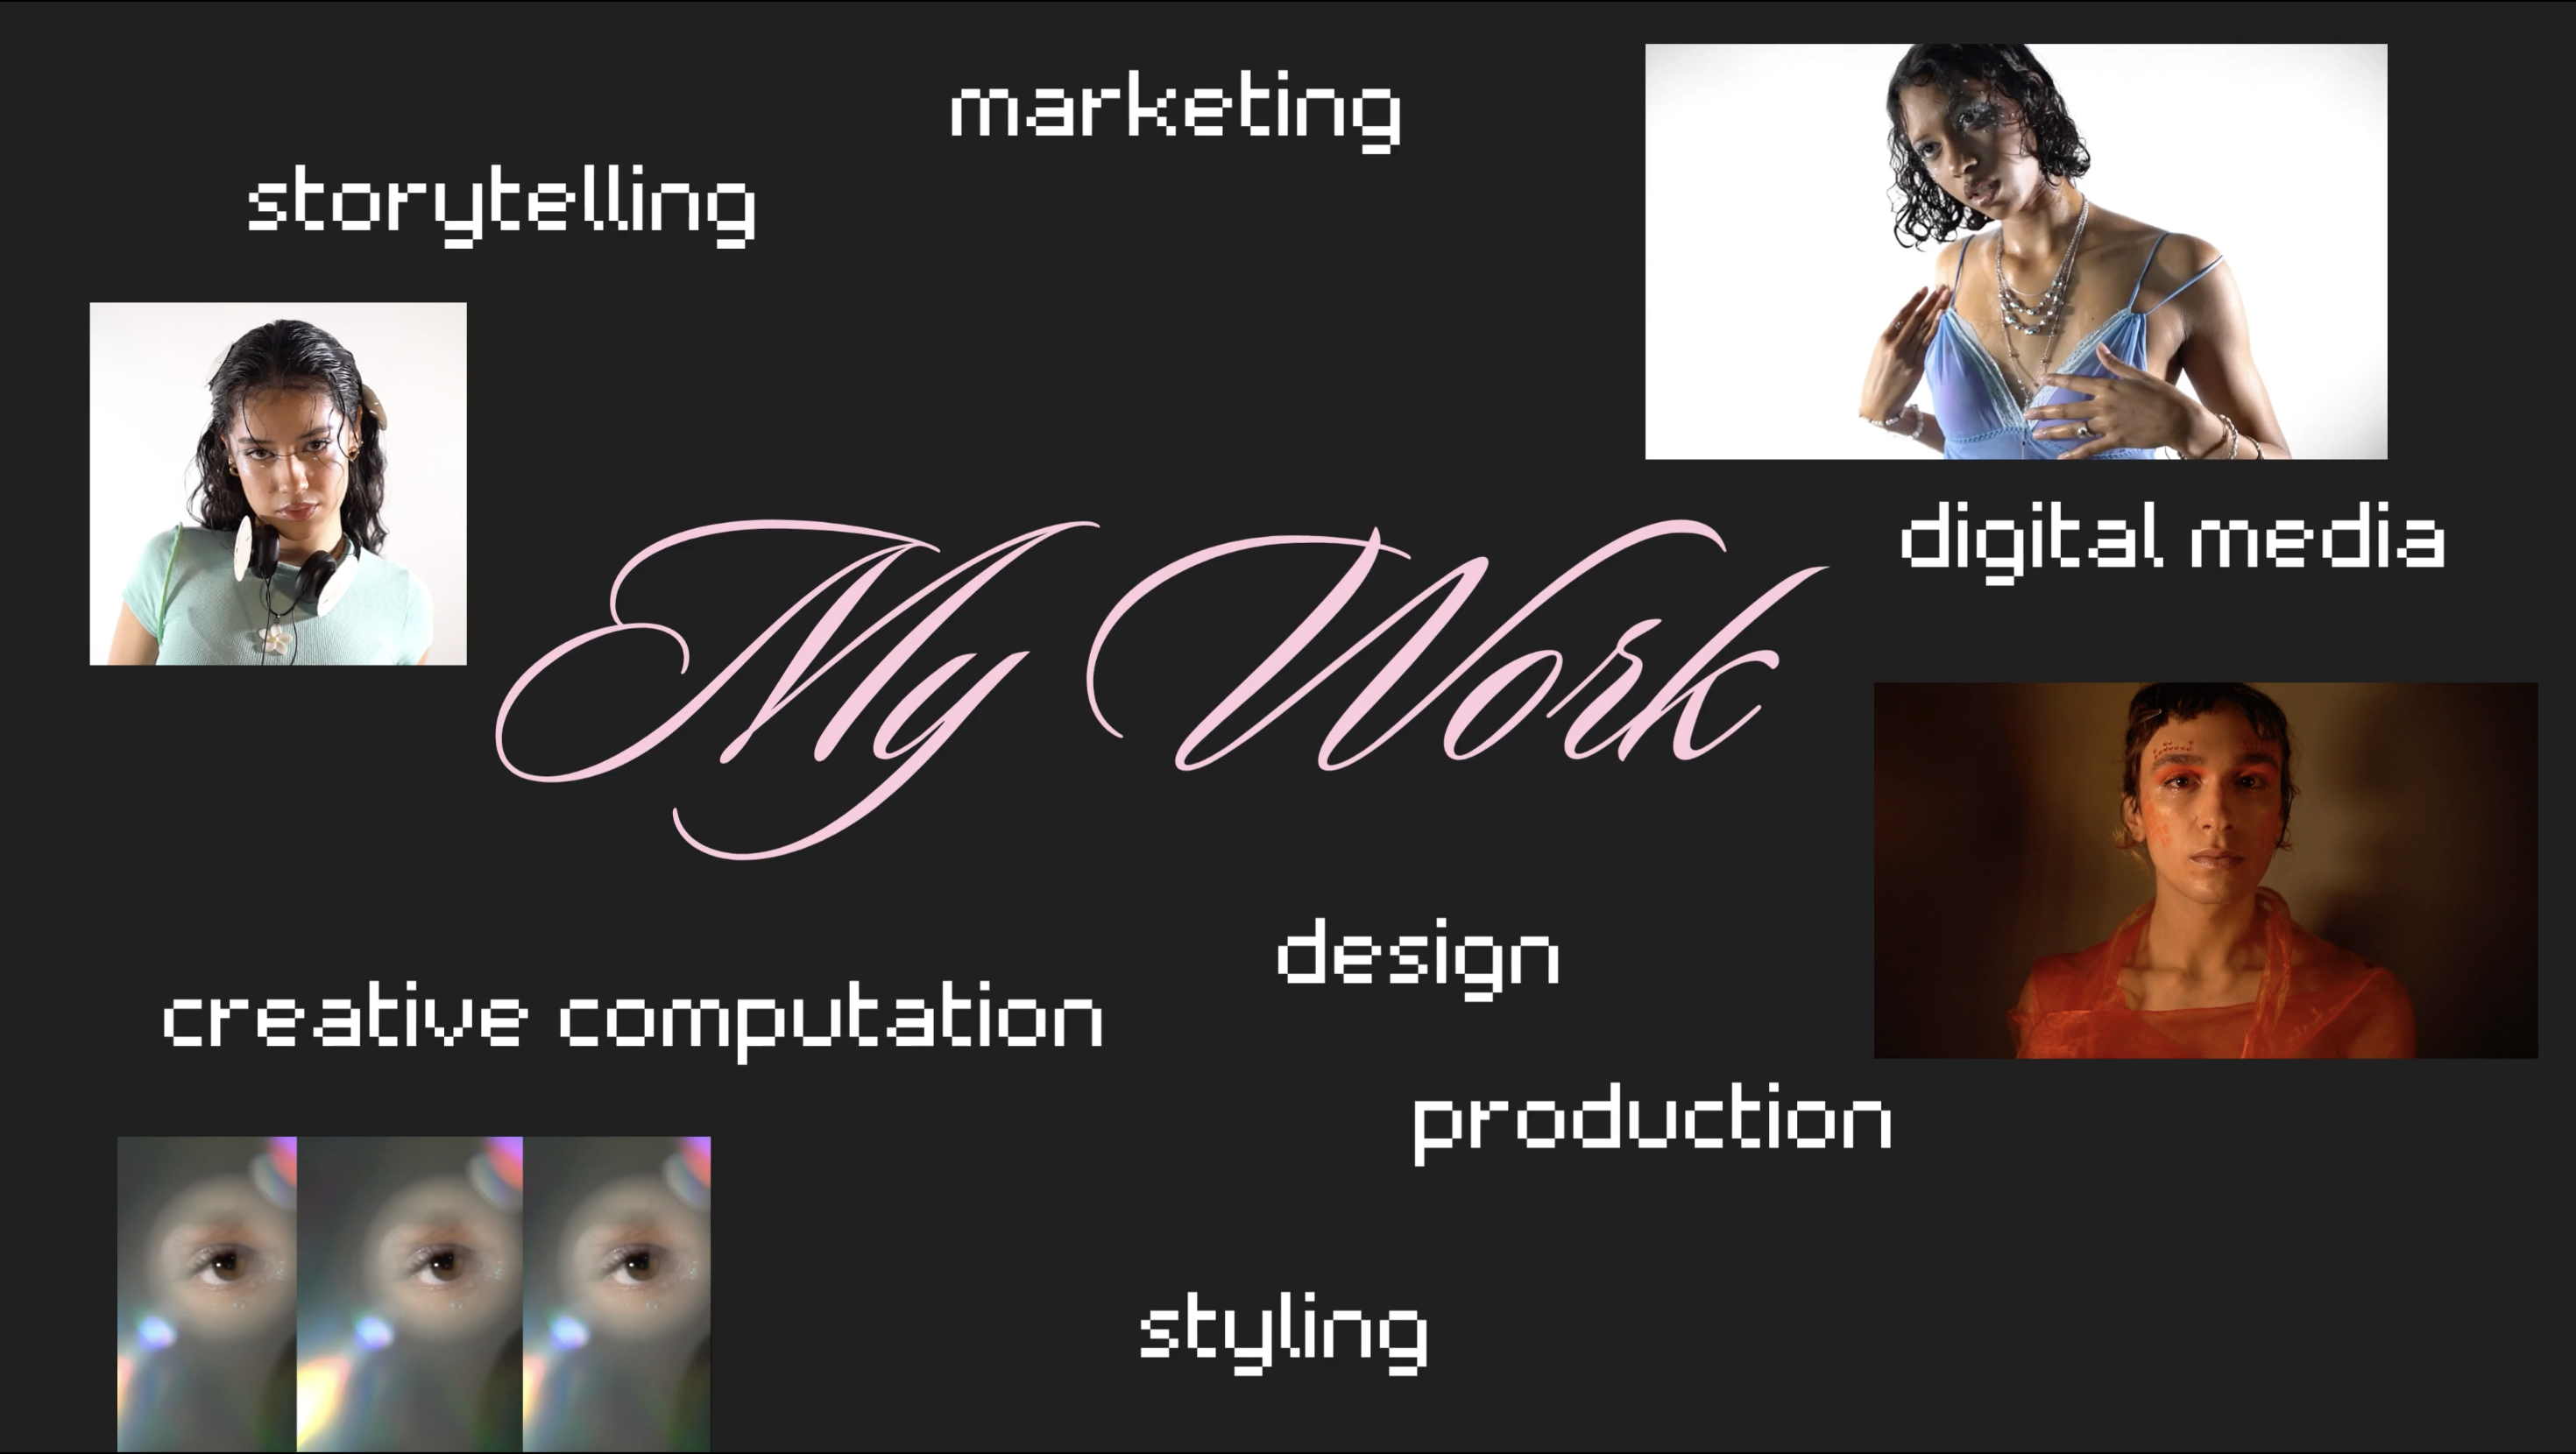 marketing
storytelling
digital media
My Work
design
creative computation
production
styling